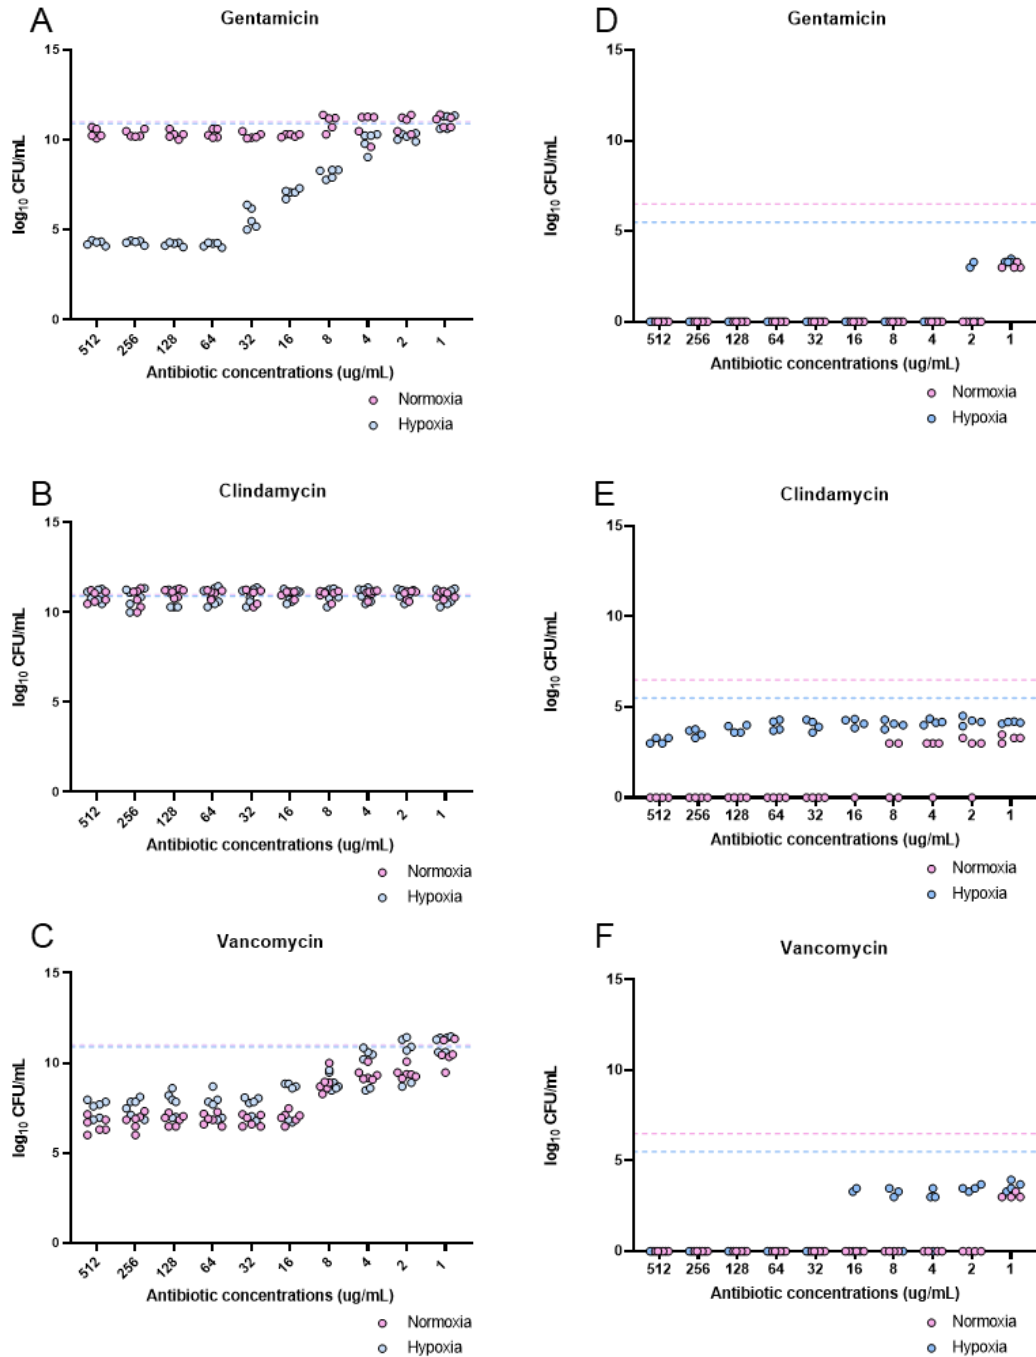 A
Gentamicin
15
10
5
0
log10 CFU/mL
512 256 128 64 32 16 8 4 2 1
Antibiotic concentrations (ug/mL)
Normoxia
Hypoxia
D
Gentamicin
15
10
5
0
log10 CFU/mL
512 256 128 64 32 16 8 4 2 1
Antibiotic concentrations (ug/mL)
Normoxia
Hypoxia
B
Clindamycin
15
10
5
0
log10 CFU/mL
512 256 128 64 32 16 8 4 2 1
Antibiotic concentrations (ug/mL)
Normoxia
Hypoxia
E
Clindamycin
15
10
5
0
log10 CFU/mL
512 256 128 64 32 16 8 4 2 1
Antibiotic concentrations (ug/mL)
Normoxia
Hypoxia
C
Vancomycin
15
10
5
0
log10 CFU/mL
512 256 128 64 32 16 8 4 2 1
Antibiotic concentrations (ug/mL)
Normoxia
Hypoxia
F
Vancomycin
15
10
5
0
log10 CFU/mL
512 256 128 64 32 16 8 4 2 1
Antibiotic concentrations (ug/mL)
Normoxia
Hypoxia